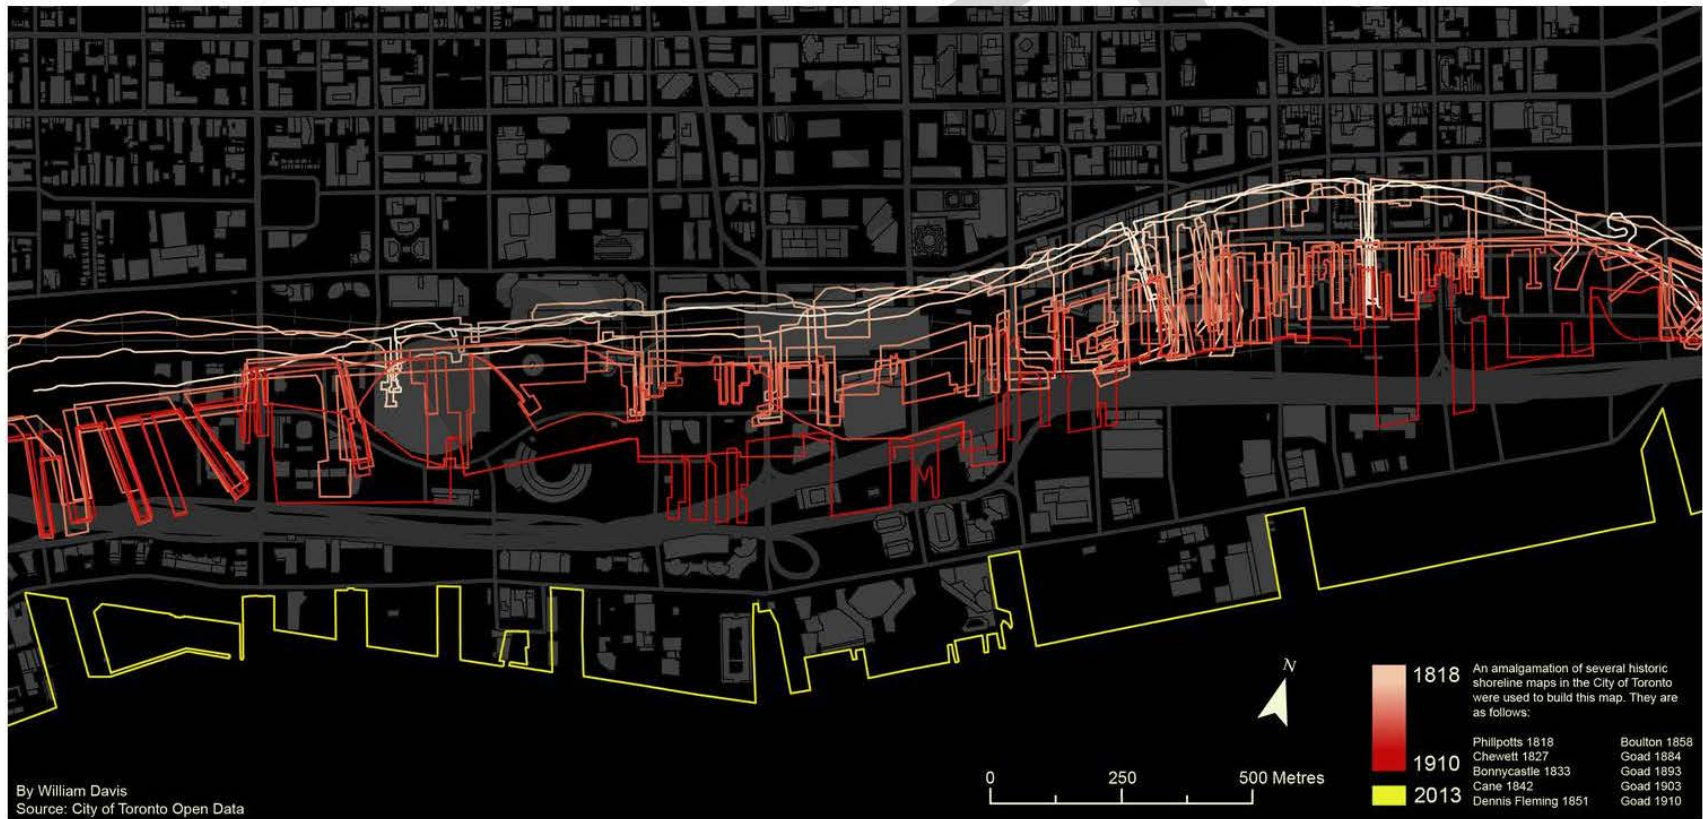 N
1818
1910
2013
An amalgamation of several historic
shoreline maps in the City of Toronto
were used to build this map. They are
as follows:
Phillpotts 1818
Chewett 1827
Bonnycastle 1833
Cane 1842
Dennis Fleming 1851
Boulton 1858
Goad 1884
Goad 1893
Goad 1903
Goad 1910
0 250 500 Metres
By William Davis
Source: City of Toronto Open Data